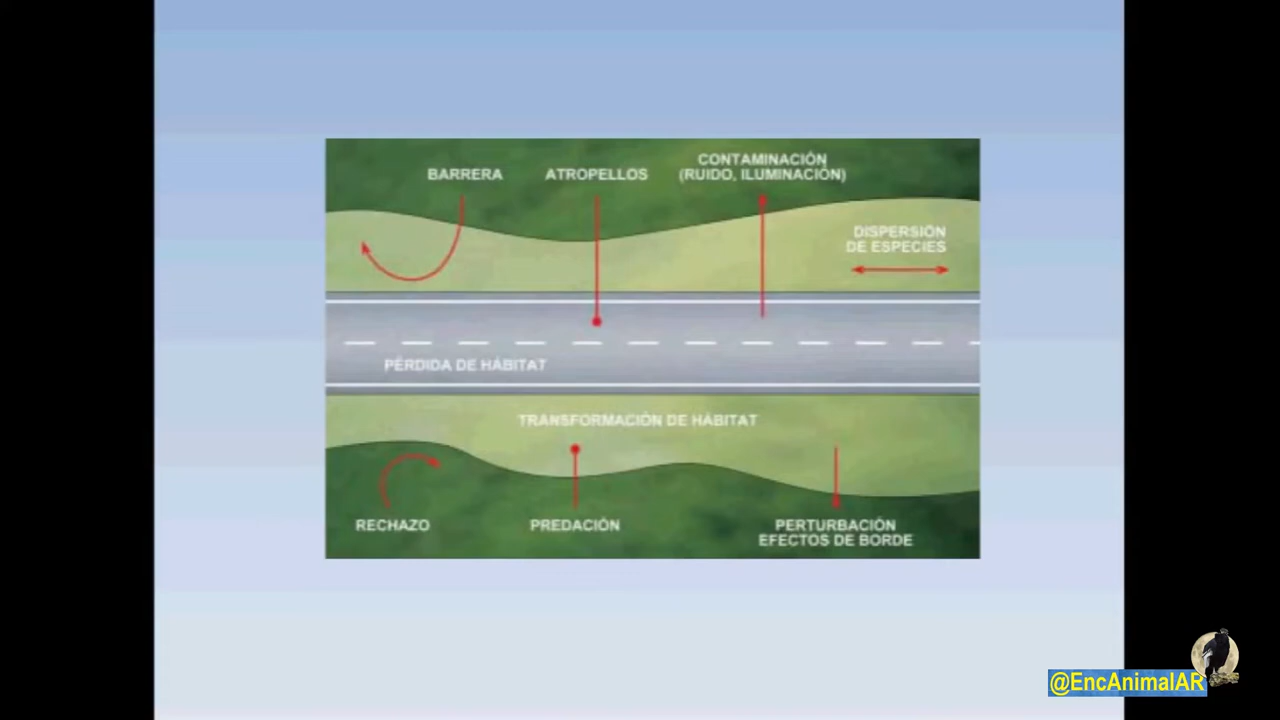 BARRERA
ATROPELLOS
CONTAMINACIÓN
(RUIDO, ILUMINACIÓN)
DISPERSIÓN
DE ESPECIES
PÉRDIDA DE HÁBITAT
TRANSFORMACIÓN DE HÁBITAT
RECHAZO
PREDACIÓN
PERTURBACIÓN
EFECTOS DE BORDE
@EncAnimalAR